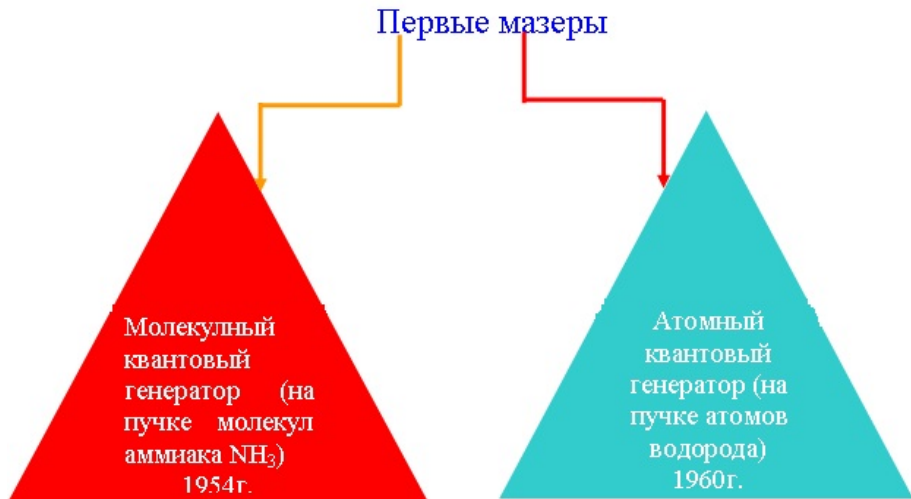 Первые мазеры
Молекулный
квантовый
генератор (на
пучке молекул
аммиака NH₃)
1954г.
Атомный
квантовый
генератор (на
пучке атомов
водорода)
1960г.